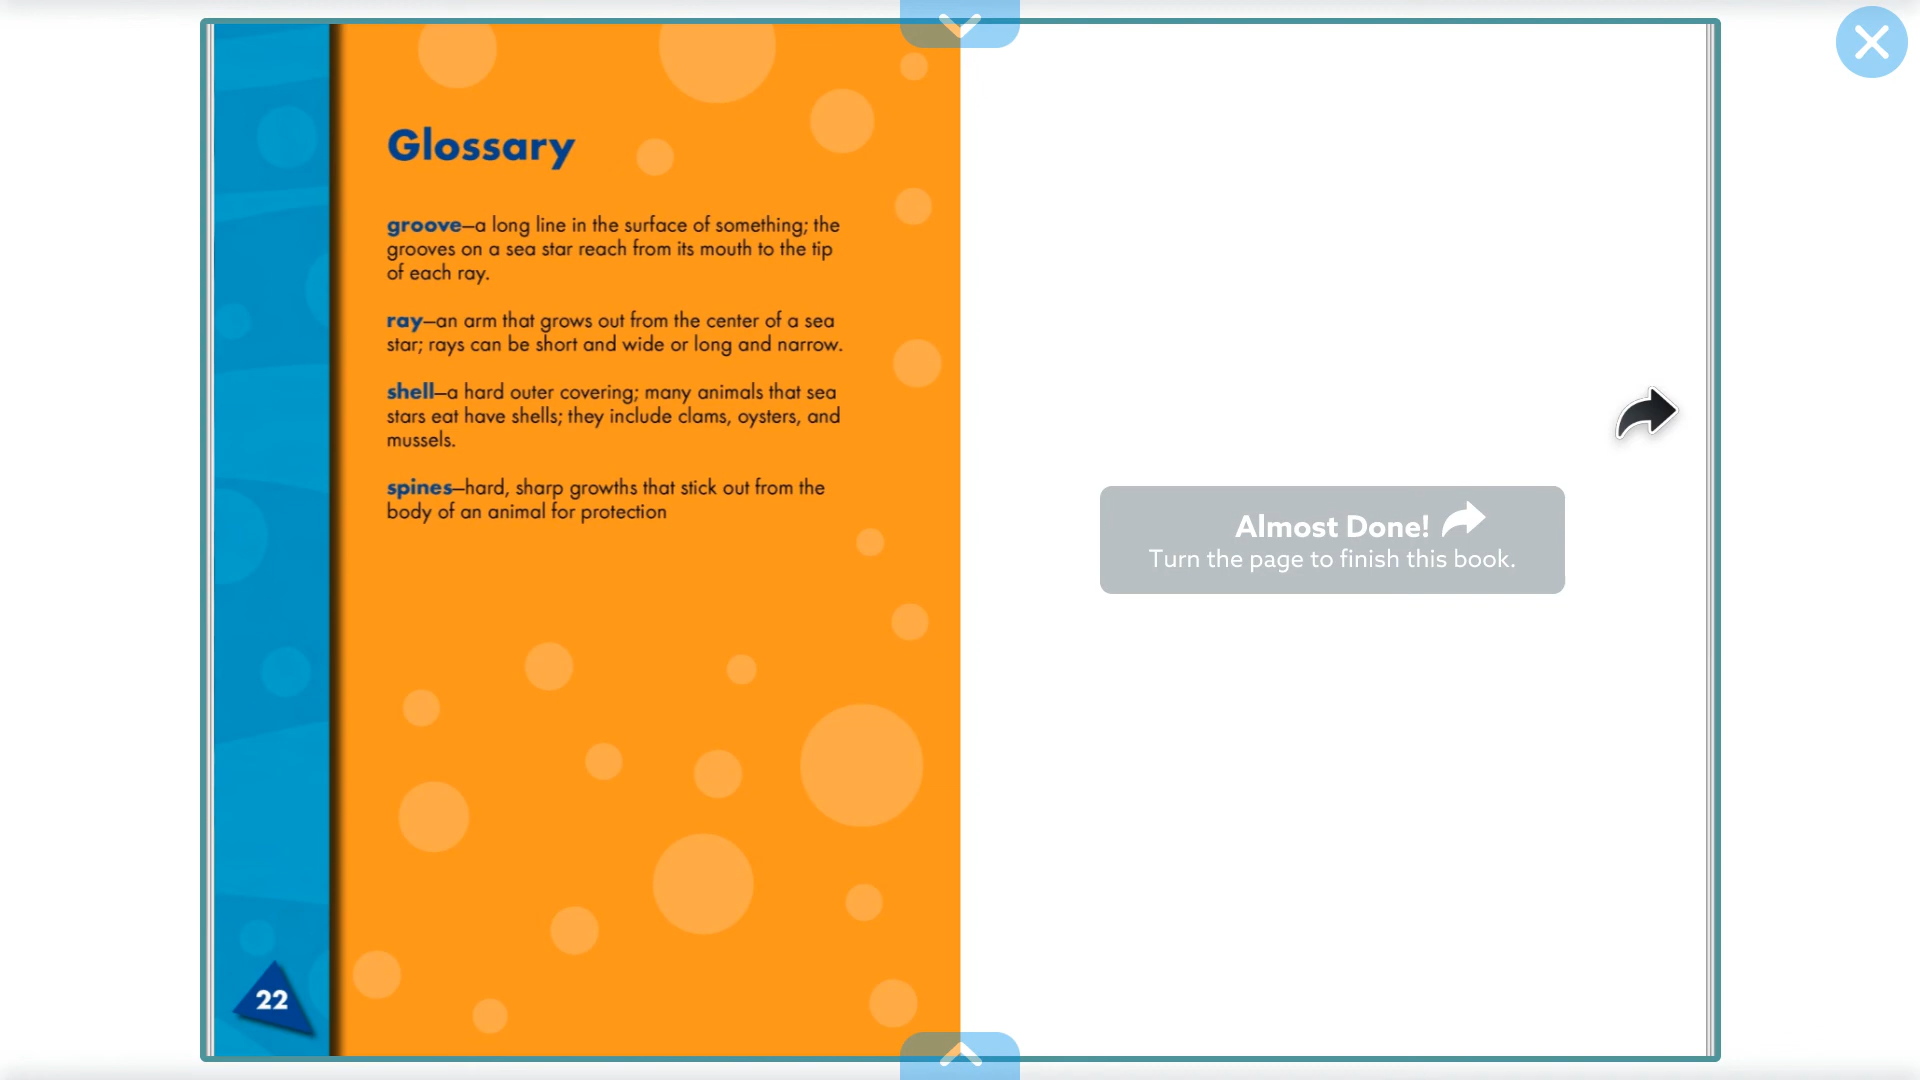 Glossary
groove—a long line in the surface of something; the
grooves on a sea star reach from its mouth to the tip
of each ray.
ray—an arm that grows out from the center of a sea
star; rays can be short and wide or long and narrow.
shell—a hard outer covering; many animals that sea
stars eat have shells; they include clams, oysters, and
mussels.
spines—hard, sharp growths that stick out from the
body of an animal for protection
22
Almost Done!
Turn the page to finish this book.